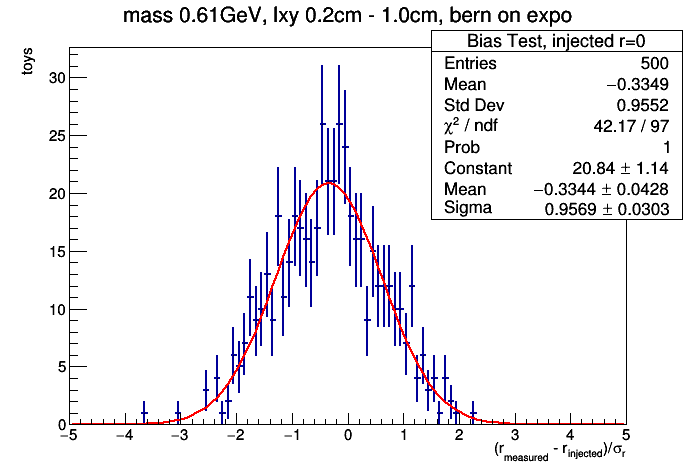 mass 0.61GeV, lxy 0.2cm - 1.0cm, bern on expo
Bias Test, injected r=0
Entries 500
Mean −0.3349
Std Dev 0.9552
χ² / ndf 42.17 / 97
Prob 1
Constant 20.84 ± 1.14
Mean −0.3344 ± 0.0428
Sigma 0.9569 ± 0.0303
toys
30
25
20
15
10
5
0
−5 −4 −3 −2 −1 0 1 2 3 4 5
(r_measured - r_injected)/σ_r